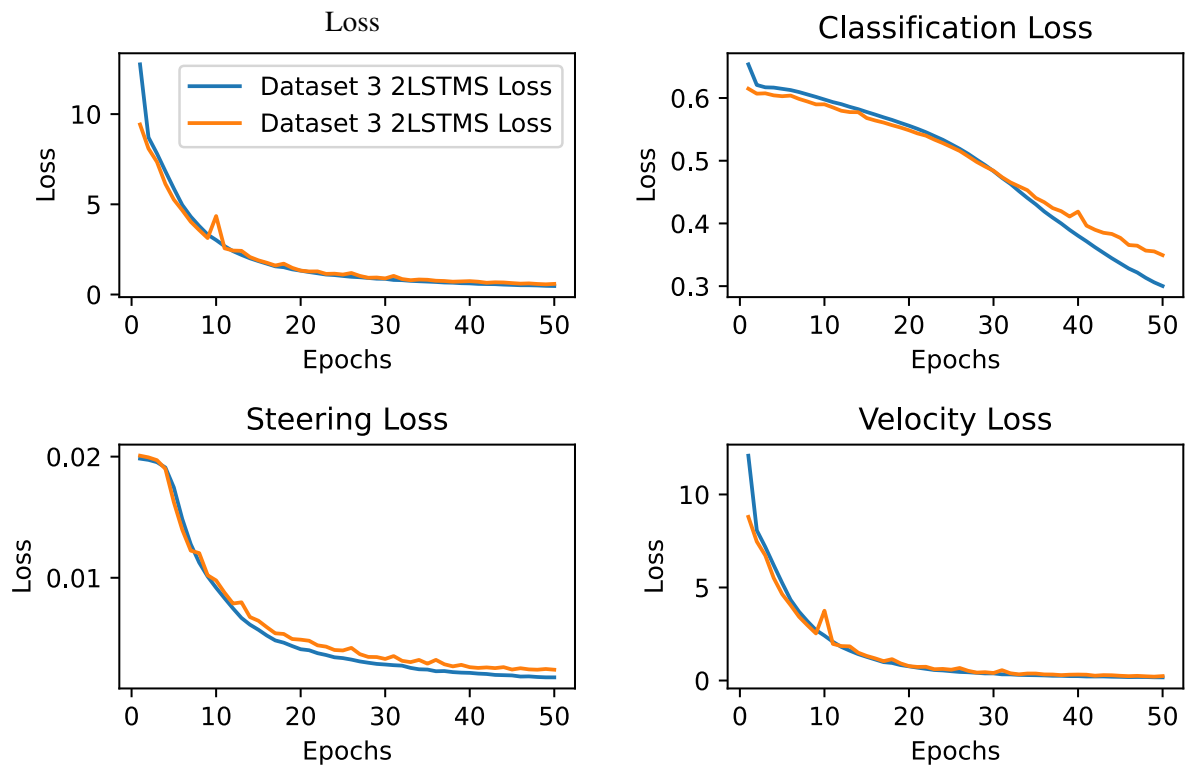 Loss
Loss
10
5
0
Dataset 3 2LSTMS Loss
Dataset 3 2LSTMS Loss
0 10 20 30 40 50
Epochs
Classification Loss
Loss
0.6
0.5
0.4
0.3
0 10 20 30 40 50
Epochs
Steering Loss
Loss
0.02
0.01
0 10 20 30 40 50
Epochs
Velocity Loss
Loss
10
5
0
0 10 20 30 40 50
Epochs